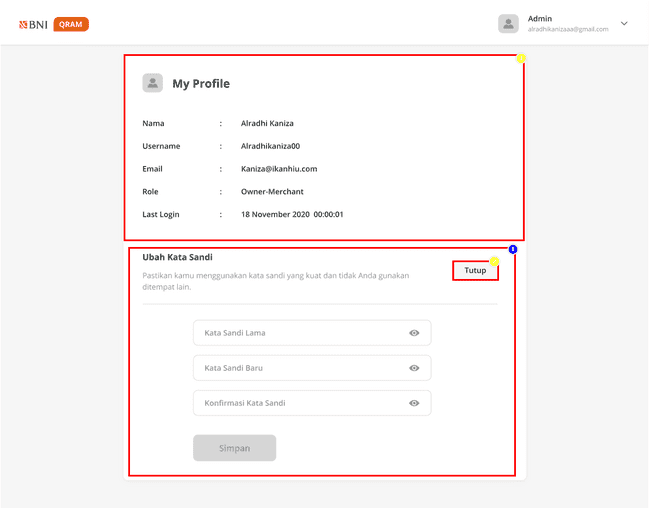 BNI QRAM
Admin
alradhikanizaaa@gmail.com
My Profile
Nama : Alradhi Kaniza
Username : Alradhikaniza00
Email : Kaniza@ikanhiu.com
Role : Owner-Merchant
Last Login : 18 November 2020 00:00:01
Ubah Kata Sandi
Pastikan kamu menggunakan kata sandi yang kuat dan tidak Anda gunakan
ditempat lain.
Tutup
Kata Sandi Lama
Kata Sandi Baru
Konfirmasi Kata Sandi
Simpan